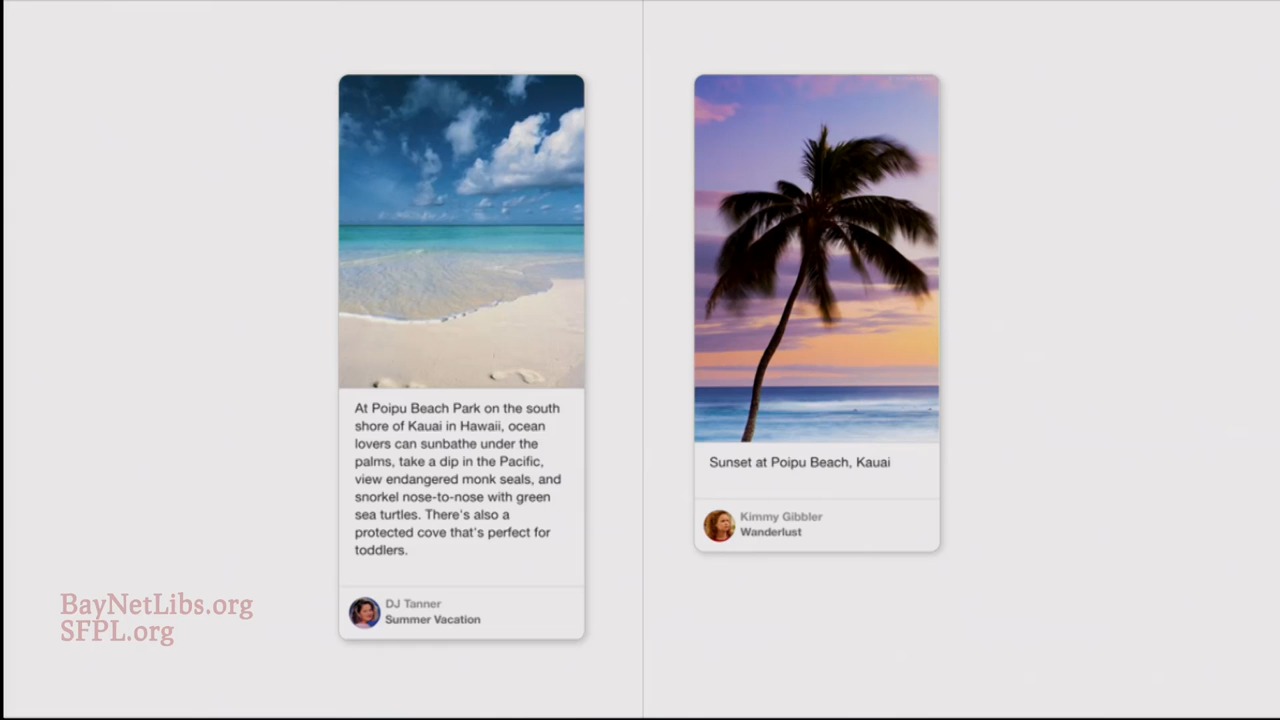 At Poipu Beach Park on the south
shore of Kauai in Hawaii, ocean
lovers can sunbathe under the
palms, take a dip in the Pacific,
view endangered monk seals, and
snorkel nose-to-nose with green
sea turtles. There's also a
protected cove that's perfect for
toddlers.
DJ Tanner
Summer Vacation
Sunset at Poipu Beach, Kauai
Kimmy Gibbler
Wanderlust
BayNetLibs.org
SFPL.org